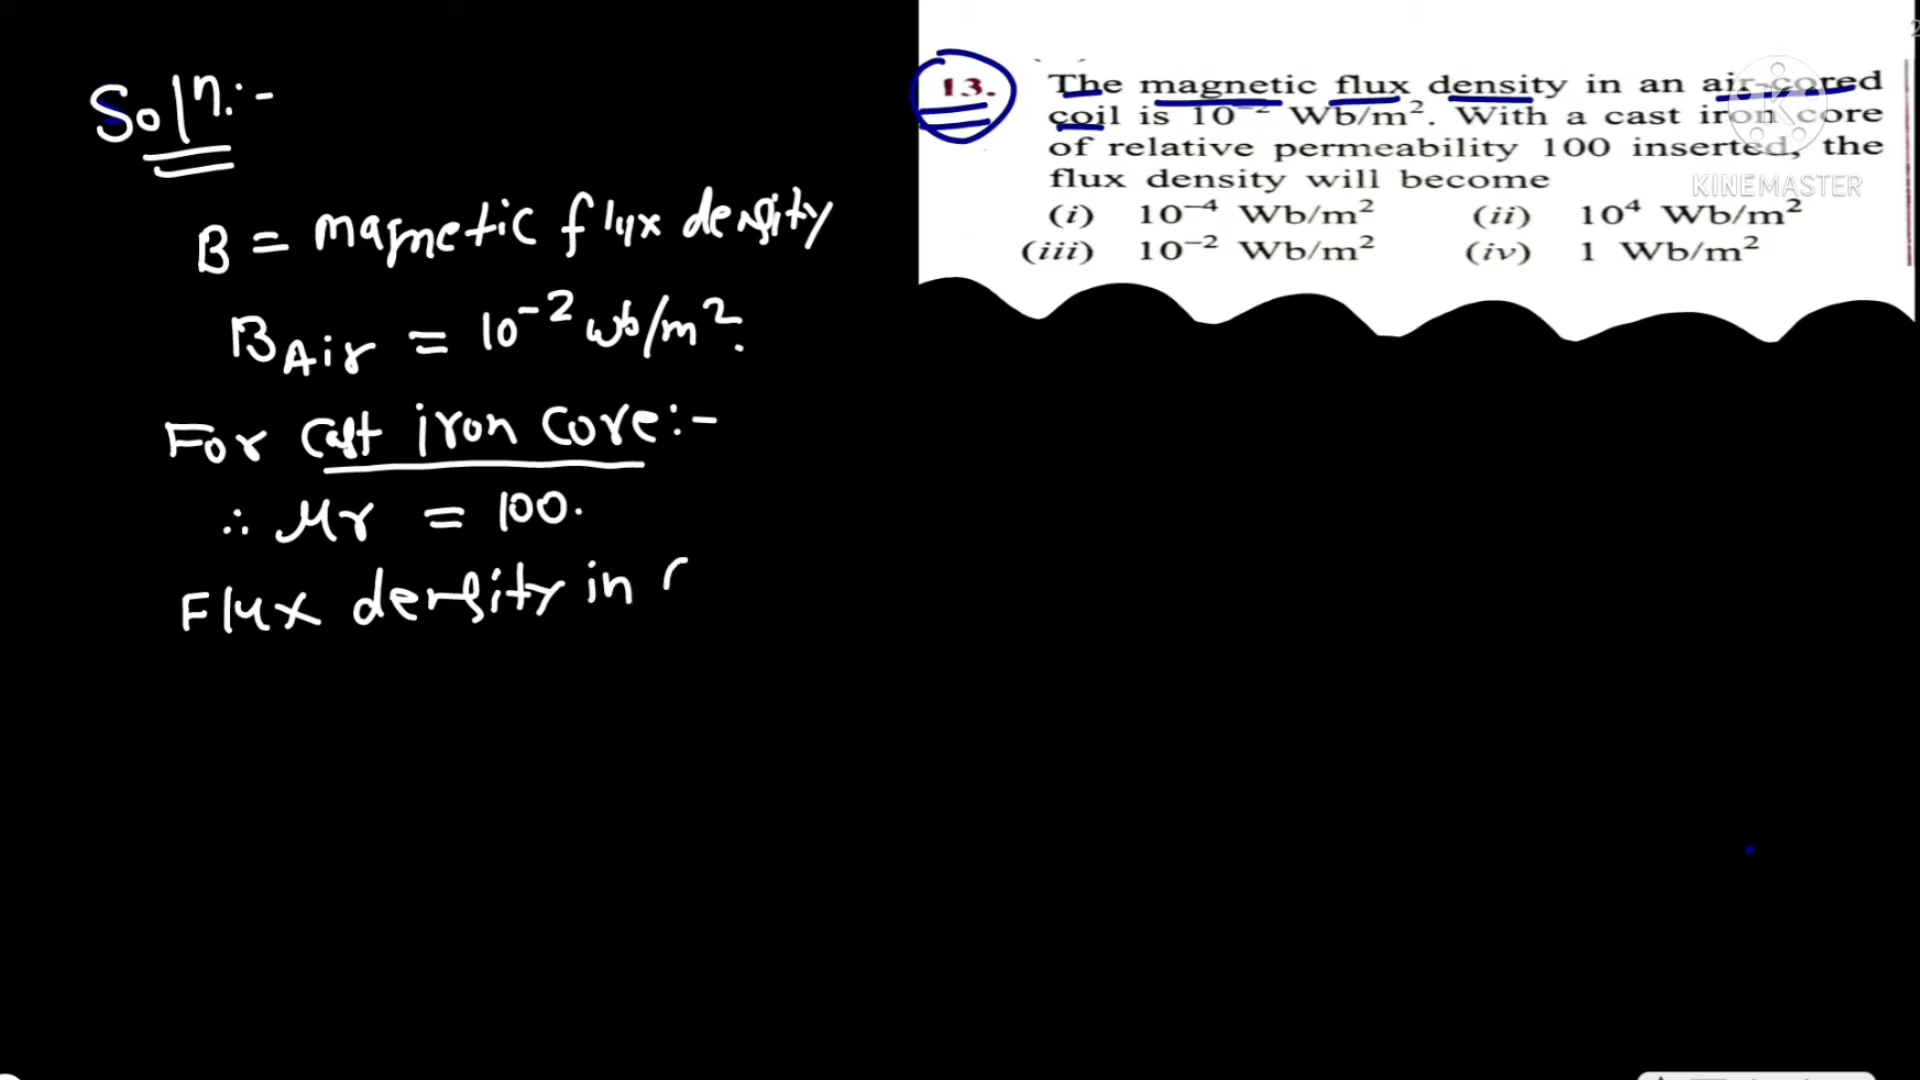 Soln:-
B = magnetic flux density
B Air = 10⁻² wb/m².
For Cast iron Core:-
∴ μr = 100.
Flux density in C
13. The magnetic flux density in an air-cored
coil is 10⁻² Wb/m². With a cast iron core
of relative permeability 100 inserted, the
flux density will become
(i) 10⁻⁴ Wb/m² (ii) 10⁴ Wb/m²
(iii) 10⁻² Wb/m² (iv) 1 Wb/m²
KINEMASTER